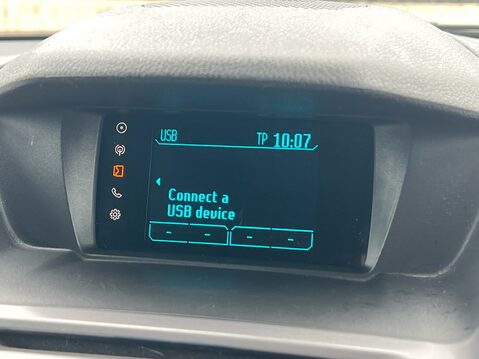 USB TP 10:07
Connect a
USB device
- - - -